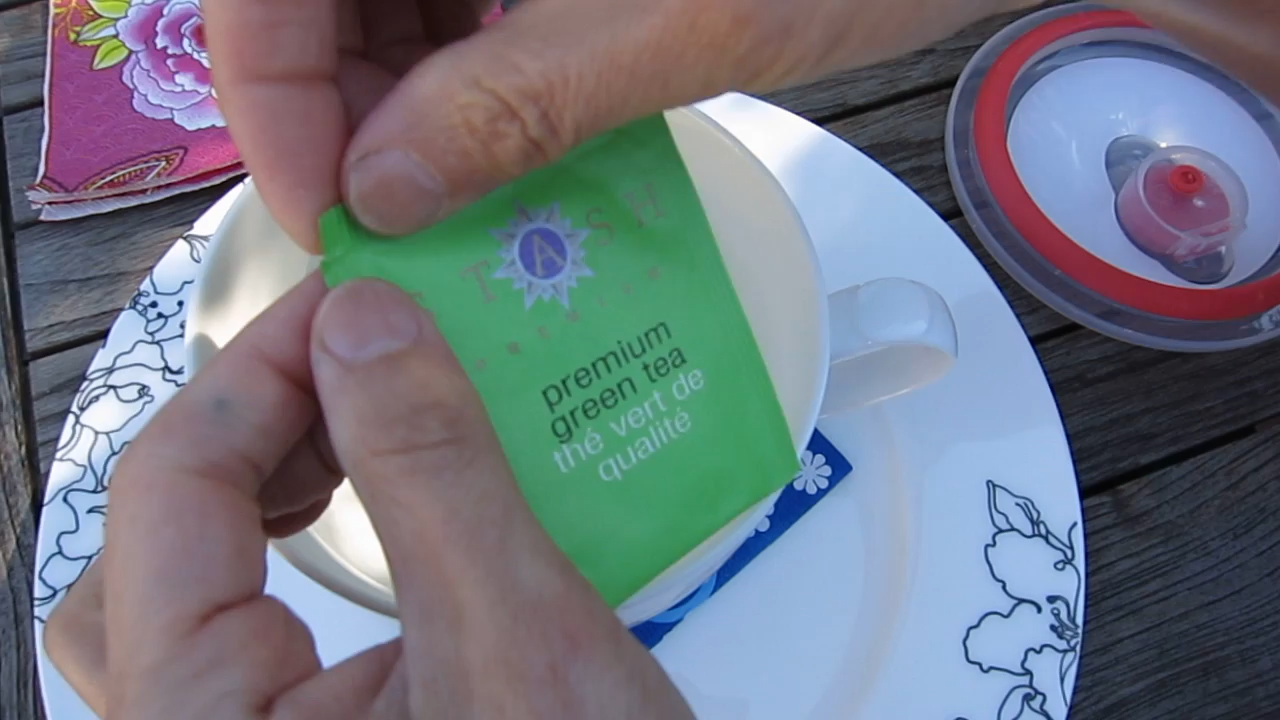 S T A S H
premium
green tea
thé vert de
qualité